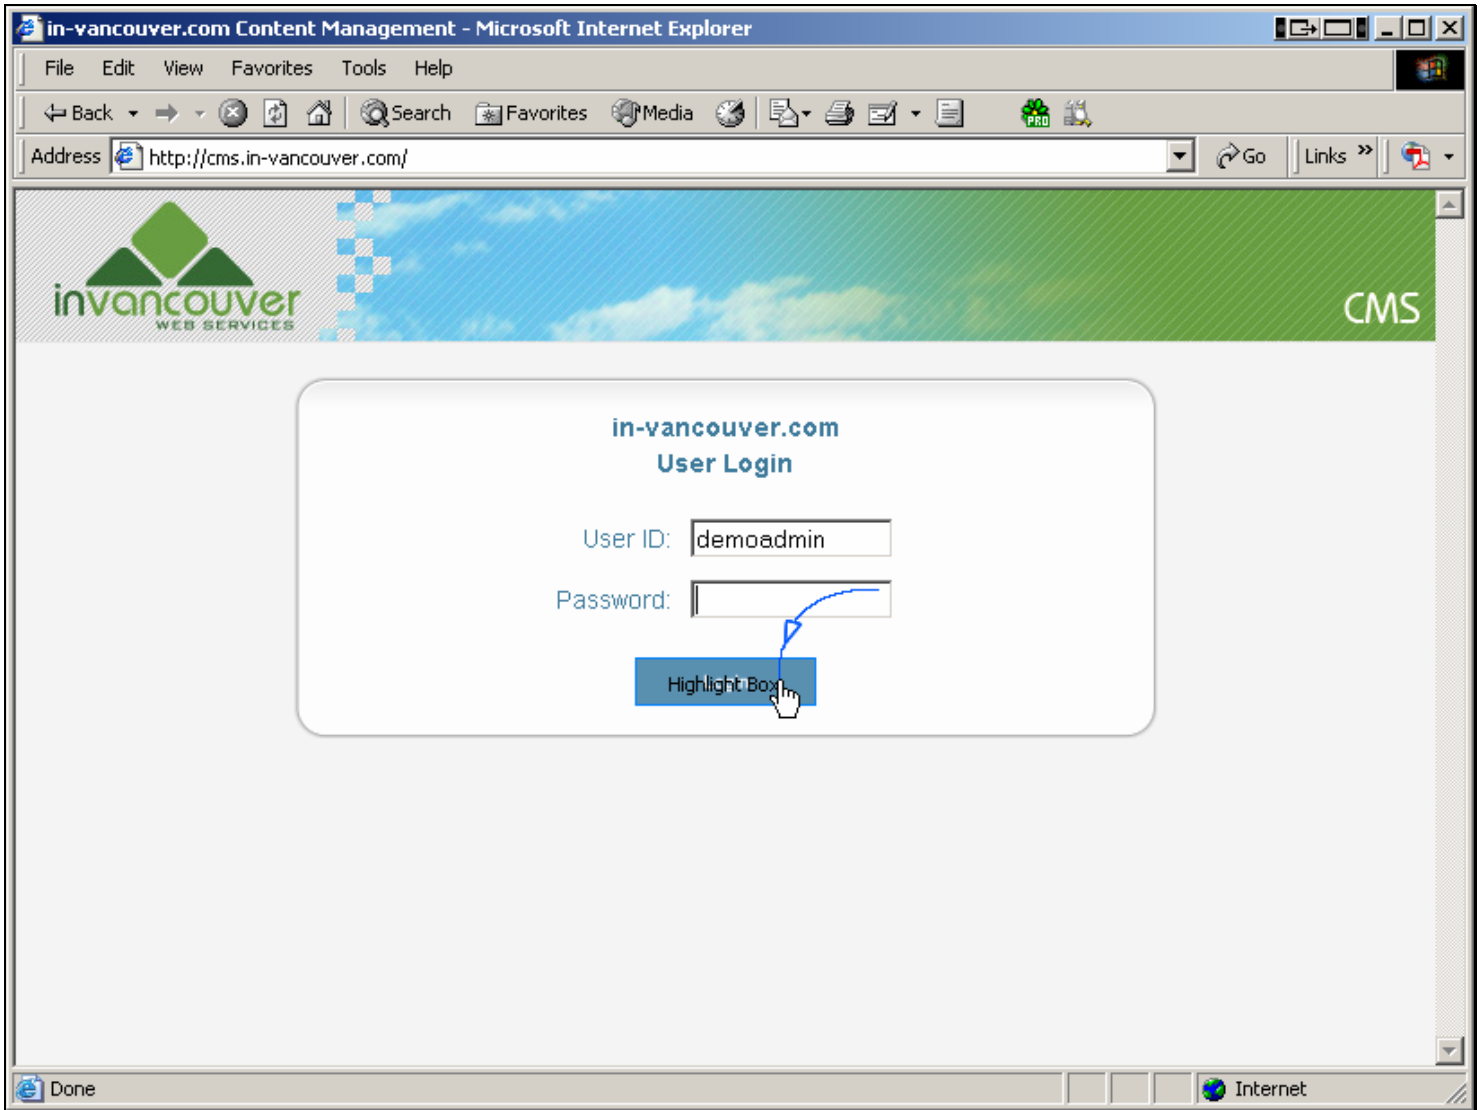 in-vancouver.com Content Management - Microsoft Internet Explorer
File Edit View Favorites Tools Help
Back Search Favorites Media PRO
Address http://cms.in-vancouver.com/ Go Links »
invancouver
WEB SERVICES
CMS
in-vancouver.com
User Login
User ID: demoadmin
Password:
Highlight Box
Done Internet